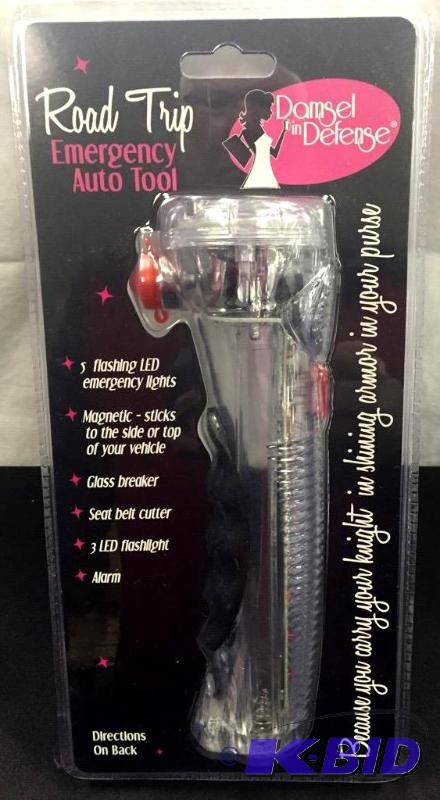 Road Trip
Emergency
Auto Tool
Damsel
in Defense®
5 flashing LED
emergency lights
Magnetic - sticks
to the side or top
of your vehicle
Glass breaker
Seat belt cutter
3 LED flashlight
Alarm
Because you carry your knight in shining armor in your purse
Directions
On Back
K-BID